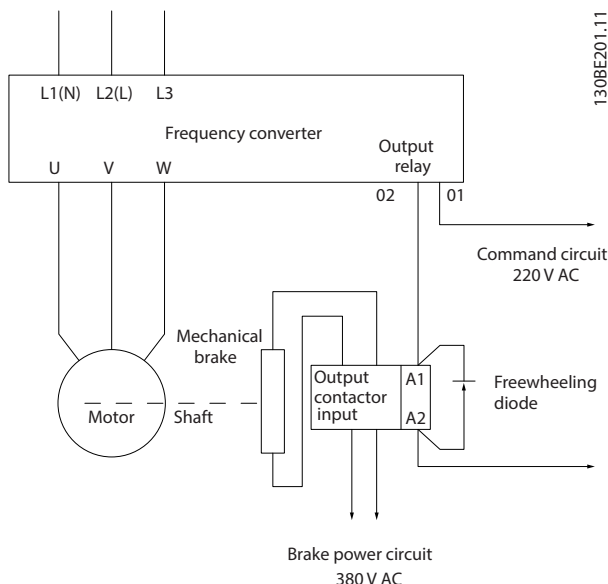 130BE201.11
L1(N) L2(L) L3
Frequency converter
Output
relay
U V W
02 01
Command circuit
220 V AC
Mechanical
brake
Output
contactor
input
A1
A2
Freewheeling
diode
Motor
Shaft
Brake power circuit
380 V AC